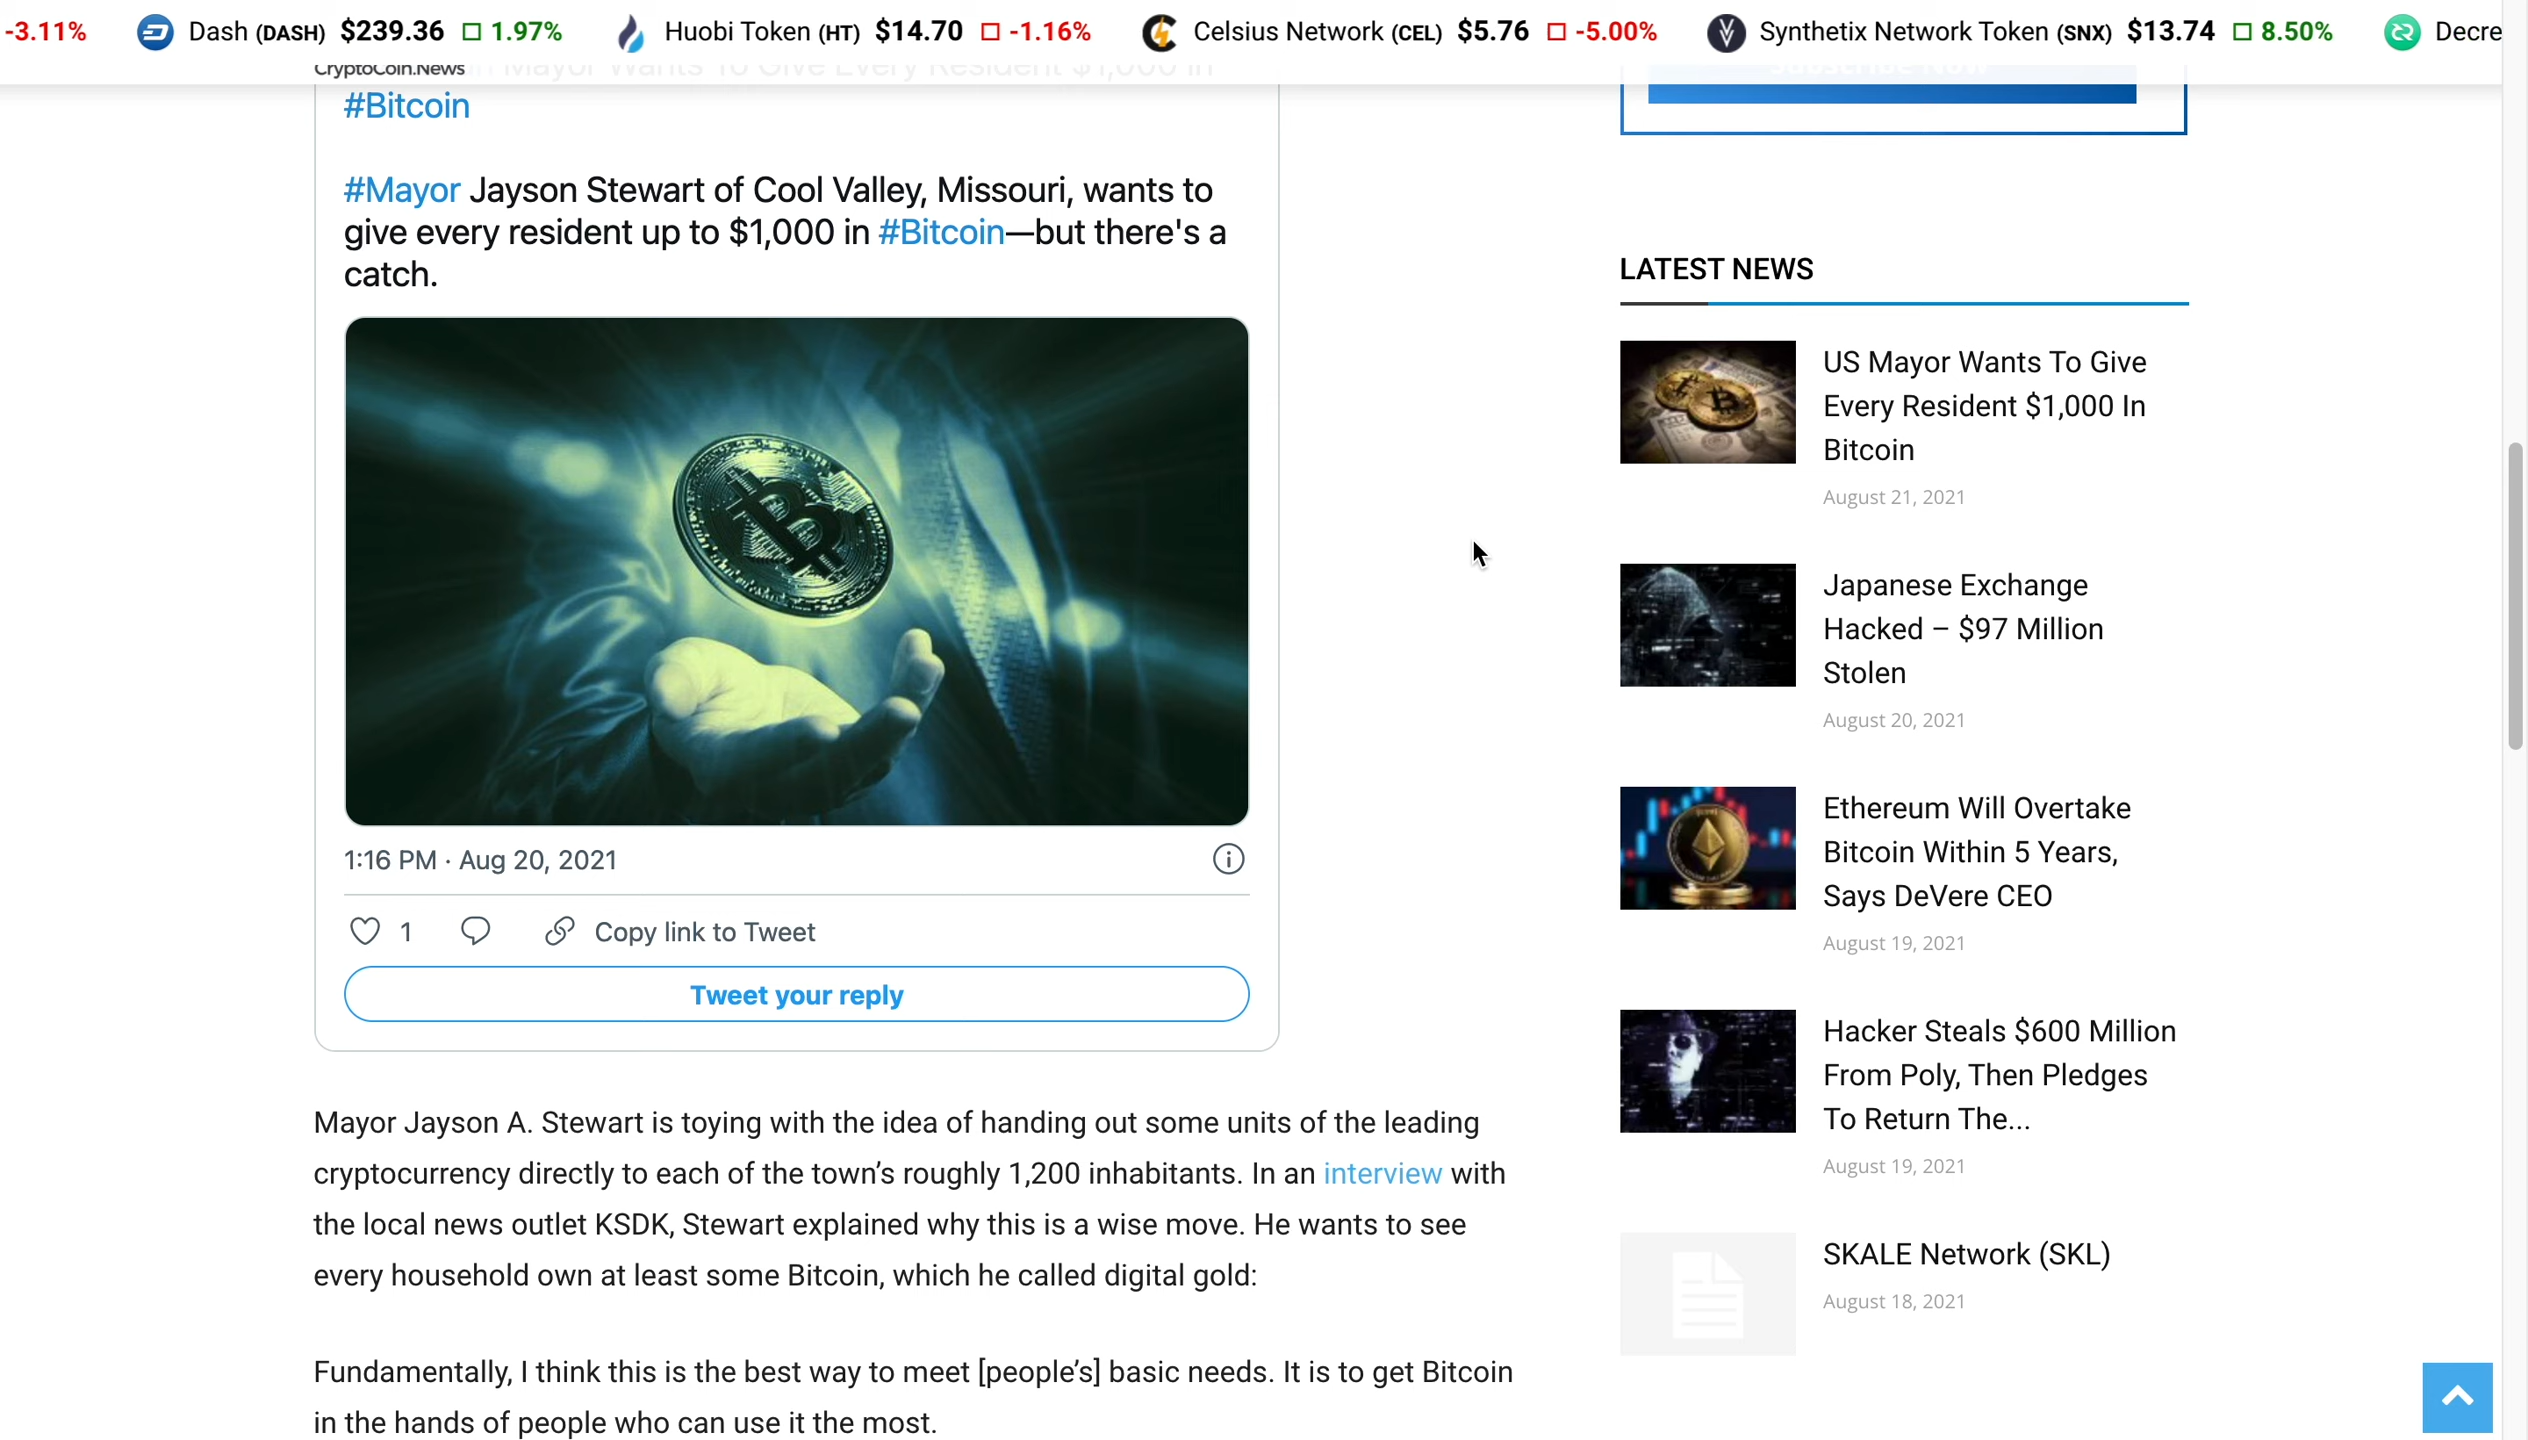 -3.11% Dash (DASH) $239.36 1.97% Huobi Token (HT) $14.70 -1.16% Celsius Network (CEL) $5.76 -5.00% Synthetix Network Token (SNX) $13.74 8.50% Decre
CryptoCoin.News
Mayor Wants To Give Every Resident $1,000 In
#Bitcoin
#Mayor Jayson Stewart of Cool Valley, Missouri, wants to
give every resident up to $1,000 in #Bitcoin—but there's a
catch.
1:16 PM · Aug 20, 2021
1 Copy link to Tweet
Tweet your reply
Mayor Jayson A. Stewart is toying with the idea of handing out some units of the leading
cryptocurrency directly to each of the town’s roughly 1,200 inhabitants. In an interview with
the local news outlet KSDK, Stewart explained why this is a wise move. He wants to see
every household own at least some Bitcoin, which he called digital gold:
Fundamentally, I think this is the best way to meet [people’s] basic needs. It is to get Bitcoin
in the hands of people who can use it the most.
SUBSCRIBE NOW
LATEST NEWS
US Mayor Wants To Give
Every Resident $1,000 In
Bitcoin
August 21, 2021
Japanese Exchange
Hacked – $97 Million
Stolen
August 20, 2021
Ethereum Will Overtake
Bitcoin Within 5 Years,
Says DeVere CEO
August 19, 2021
Hacker Steals $600 Million
From Poly, Then Pledges
To Return The...
August 19, 2021
SKALE Network (SKL)
August 18, 2021